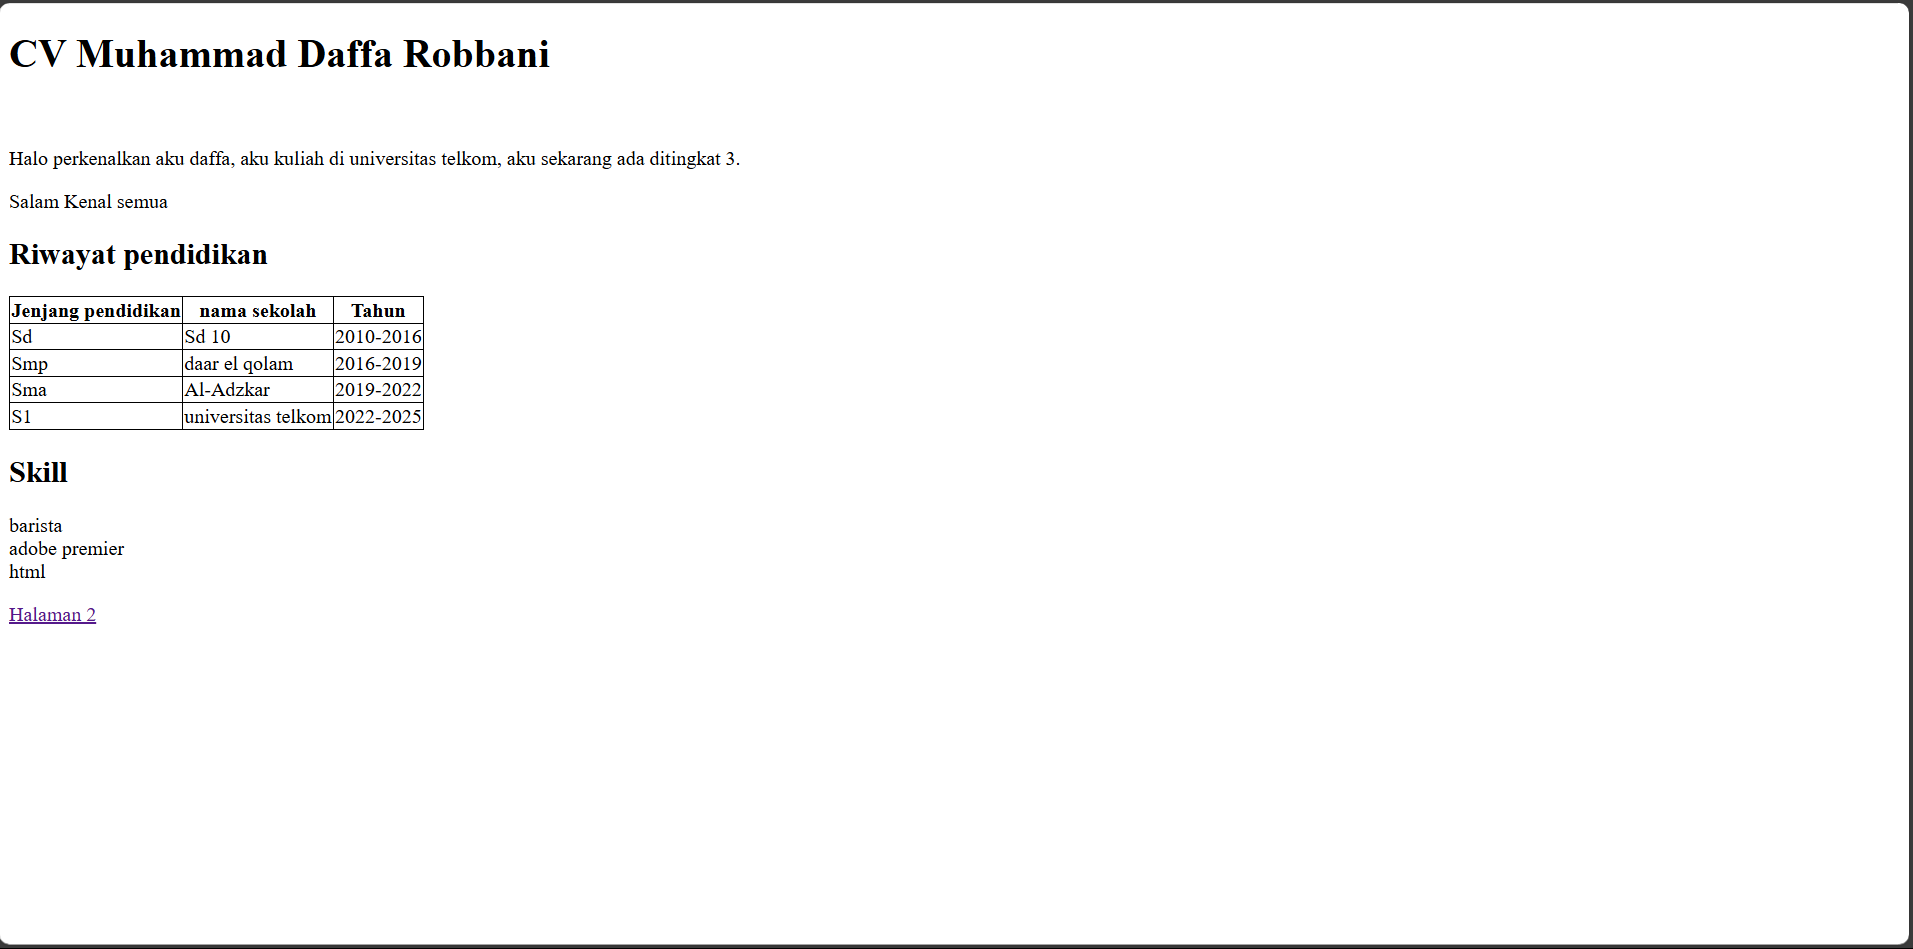 CV Muhammad Daffa Robbani
Halo perkenalkan aku daffa, aku kuliah di universitas telkom, aku sekarang ada ditingkat 3.
Salam Kenal semua
Riwayat pendidikan
Jenjang pendidikan nama sekolah Tahun
Sd Sd 10 2010-2016
Smp daar el qolam 2016-2019
Sma Al-Adzkar 2019-2022
S1 universitas telkom 2022-2025
Skill
barista
adobe premier
html
Halaman 2